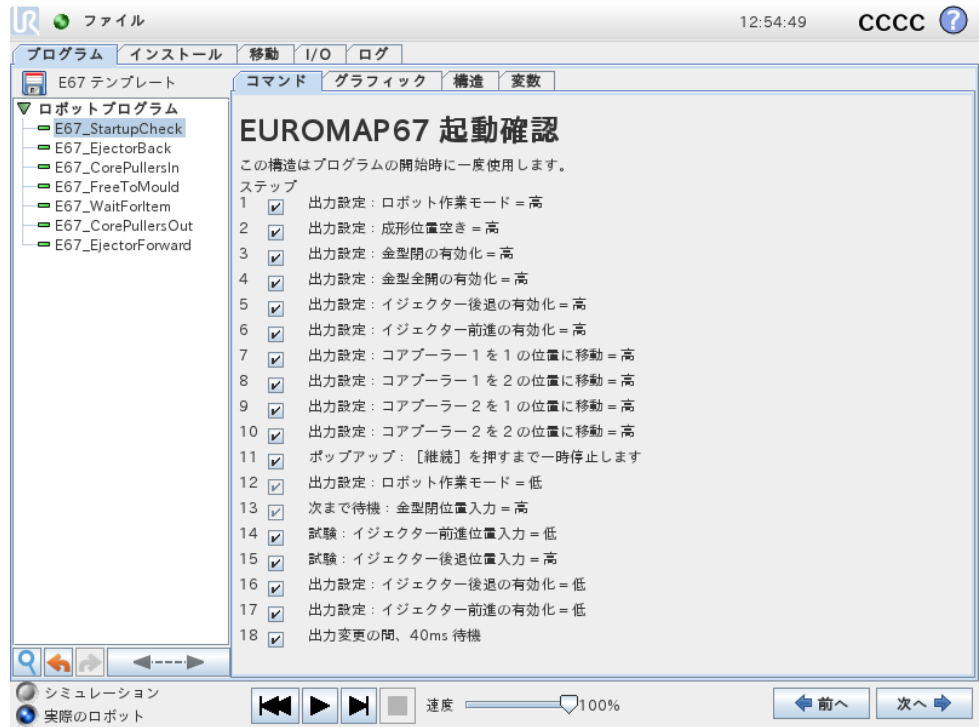 UR ファイル 12:54:49 CCCC ?
プログラム インストール 移動 I/O ログ
E67 テンプレート
コマンド グラフィック 構造 変数
ロボットプログラム
E67_StartupCheck
E67_EjectorBack
E67_CorePullersIn
E67_FreeToMould
E67_WaitForItem
E67_CorePullersOut
E67_EjectorForward
EUROMAP67 起動確認
この構造はプログラムの開始時に一度使用します。
ステップ
1 出力設定：ロボット作業モード = 高
2 出力設定：成形位置空き = 高
3 出力設定：金型閉の有効化 = 高
4 出力設定：金型全開の有効化 = 高
5 出力設定：イジェクター後退の有効化 = 高
6 出力設定：イジェクター前進の有効化 = 高
7 出力設定：コアプーラー 1 を 1 の位置に移動 = 高
8 出力設定：コアプーラー 1 を 2 の位置に移動 = 高
9 出力設定：コアプーラー 2 を 1 の位置に移動 = 高
10 出力設定：コアプーラー 2 を 2 の位置に移動 = 高
11 ポップアップ：［継続］を押すまで一時停止します
12 出力設定：ロボット作業モード = 低
13 次まで待機：金型閉位置入力 = 高
14 試験：イジェクター前進位置入力 = 低
15 試験：イジェクター後退位置入力 = 高
16 出力設定：イジェクター後退の有効化 = 低
17 出力設定：イジェクター前進の有効化 = 低
18 出力変更の間、40ms 待機
シミュレーション
実際のロボット
速度 100%
前へ 次へ